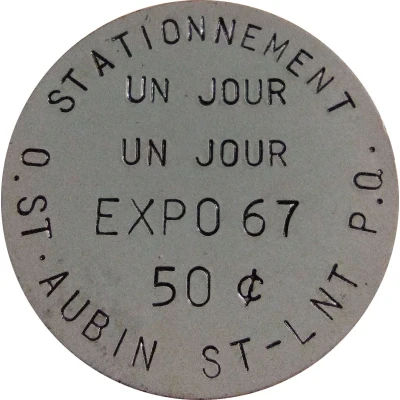 STATIONNEMENT
UN JOUR
UN JOUR
EXPO 67
50 ¢
O. ST. AUBIN ST-LNT P.Q.